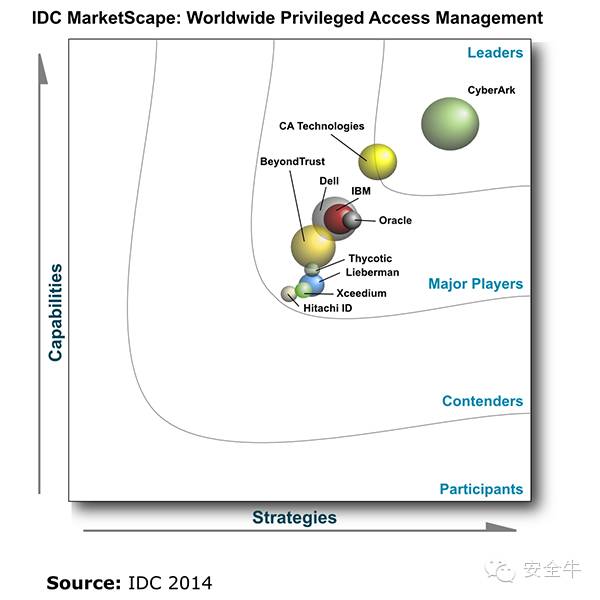 IDC MarketScape: Worldwide Privileged Access Management
Leaders
CyberArk
CA Technologies
BeyondTrust
Dell
IBM
Oracle
Thycotic
Lieberman
Major Players
Xceedium
Hitachi ID
Capabilities
Contenders
Participants
Strategies
Source: IDC 2014
安全牛